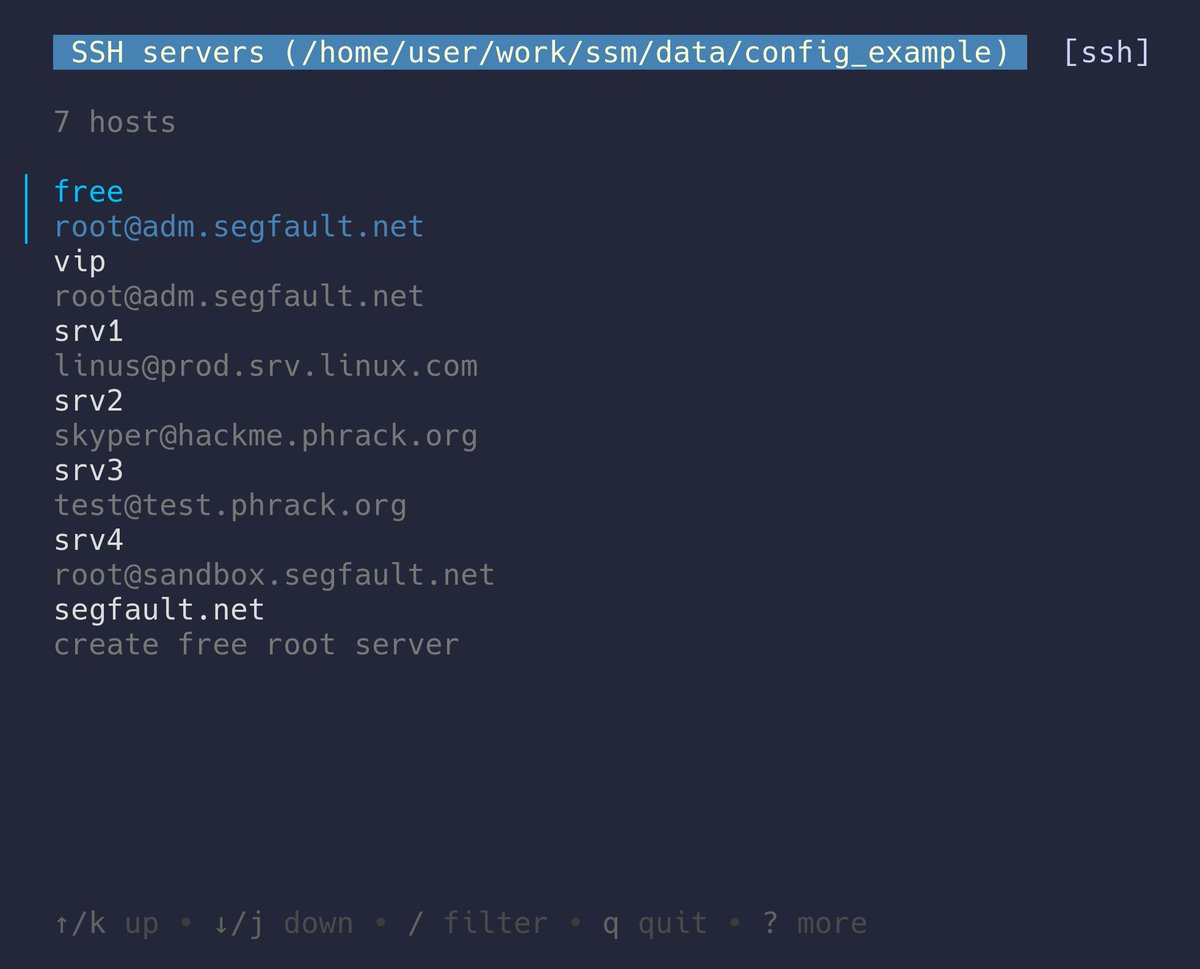 SSH servers (/home/user/work/ssm/data/config_example) [ssh]
7 hosts
free
root@adm.segfault.net
vip
root@adm.segfault.net
srv1
linus@prod.srv.linux.com
srv2
skyper@hackme.phrack.org
srv3
test@test.phrack.org
srv4
root@sandbox.segfault.net
segfault.net
create free root server
↑/k up • ↓/j down • / filter • q quit • ? more